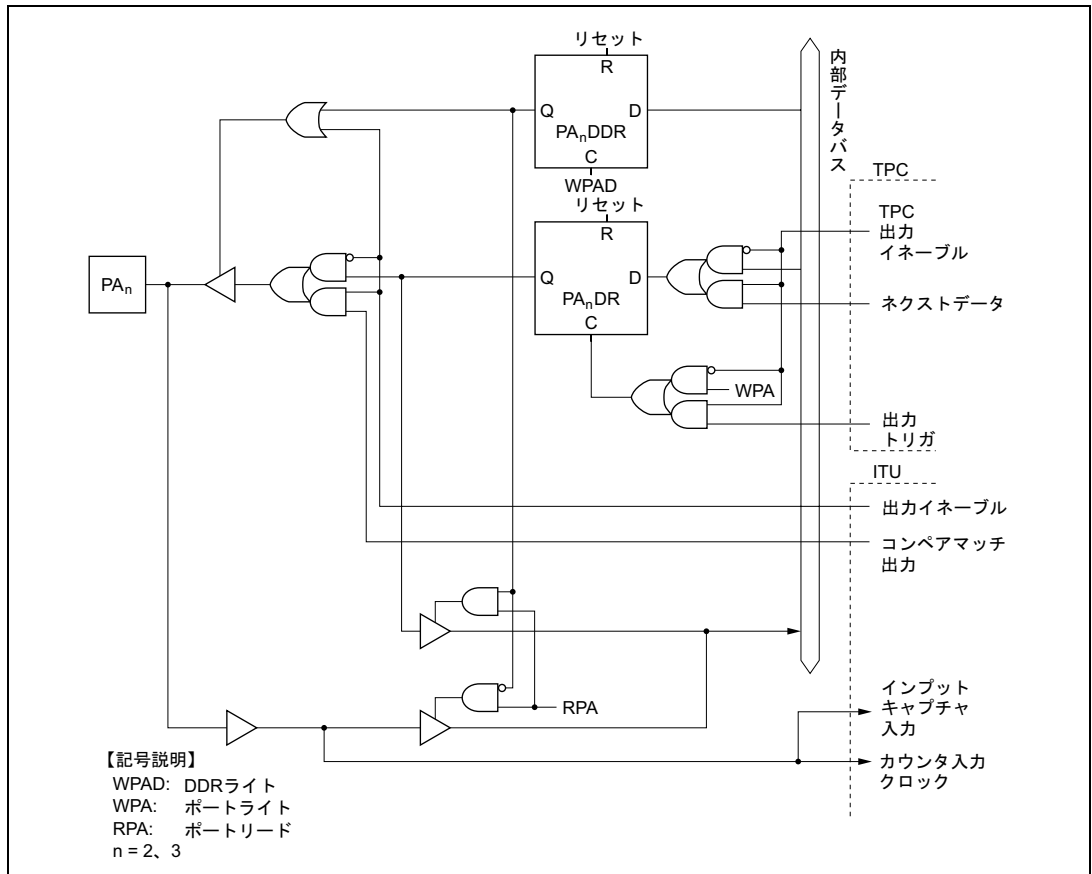 リセット
R
Q
D
PAnDDR
C
WPAD
リセット
R
Q
D
PAnDR
C
内部データバス
TPC
TPC
出力
イネーブル
ネクストデータ
WPA
出力
トリガ
PAn
ITU
出力イネーブル
コンペアマッチ
出力
RPA
インプット
キャプチャ
入力
カウンタ入力
クロック
【記号説明】
WPAD: DDRライト
WPA: ポートライト
RPA: ポートリード
n = 2、3